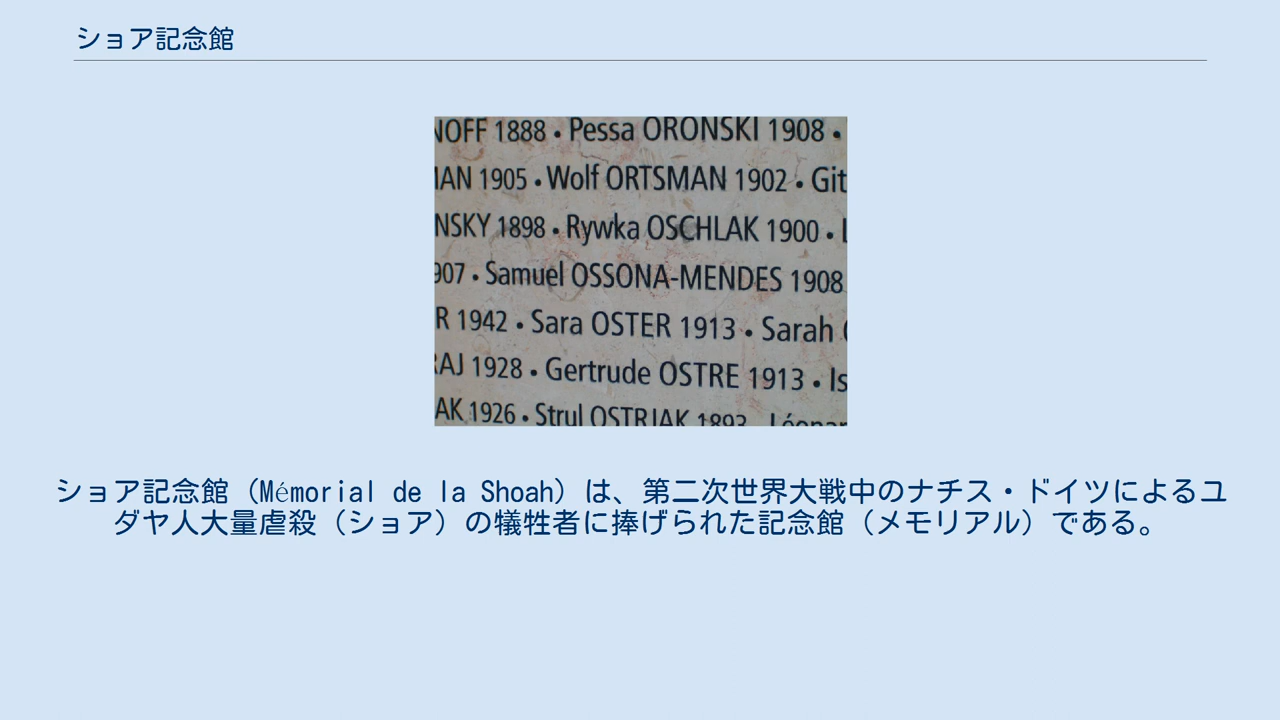 ショア記念館
NOFF 1888 • Pessa ORONSKI 1908 •
MAN 1905 • Wolf ORTSMAN 1902 • Git
NSKY 1898 • Rywka OSCHLAK 1900 •
907 • Samuel OSSONA-MENDES 1908
R 1942 • Sara OSTER 1913 • Sarah
RAJ 1928 • Gertrude OSTRE 1913 • Is
AK 1926 • Strul OSTRIAK 1893
ショア記念館（Mémorial de la Shoah）は、第二次世界大戦中のナチス・ドイツによるユ
ダヤ人大量虐殺（ショア）の犠牲者に捧げられた記念館（メモリアル）である。